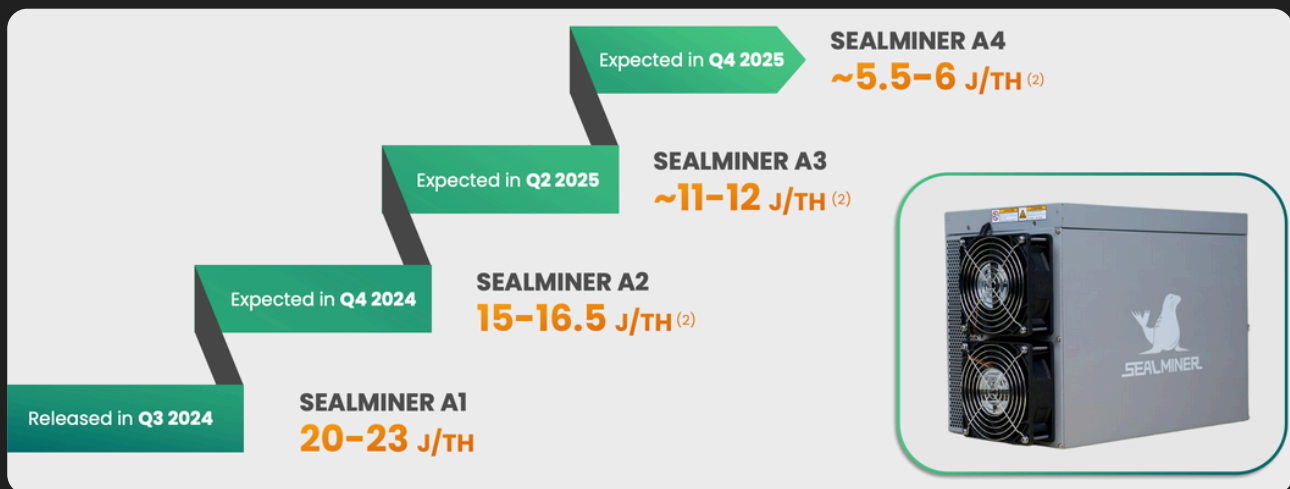 Expected in Q4 2025
SEALMINER A4
~5.5-6 J/TH (2)
Expected in Q2 2025
SEALMINER A3
~11-12 J/TH (2)
Expected in Q4 2024
SEALMINER A2
15-16.5 J/TH (2)
Released in Q3 2024
SEALMINER A1
20-23 J/TH
SEALMINER